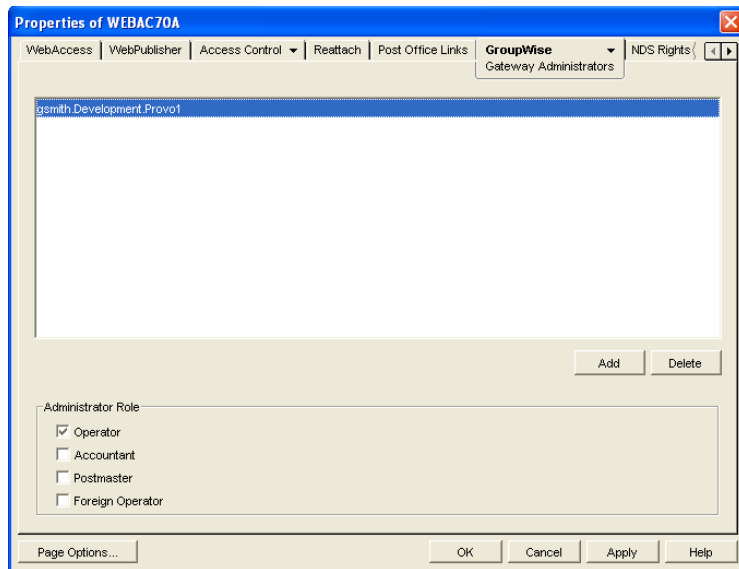 Properties of WEBAC70A
WebAccess WebPublisher Access Control Reattach Post Office Links GroupWise NDS Rights
Gateway Administrators
gsmith.Development.Provo1
Add Delete
Administrator Role
Operator
Accountant
Postmaster
Foreign Operator
Page Options... OK Cancel Apply Help